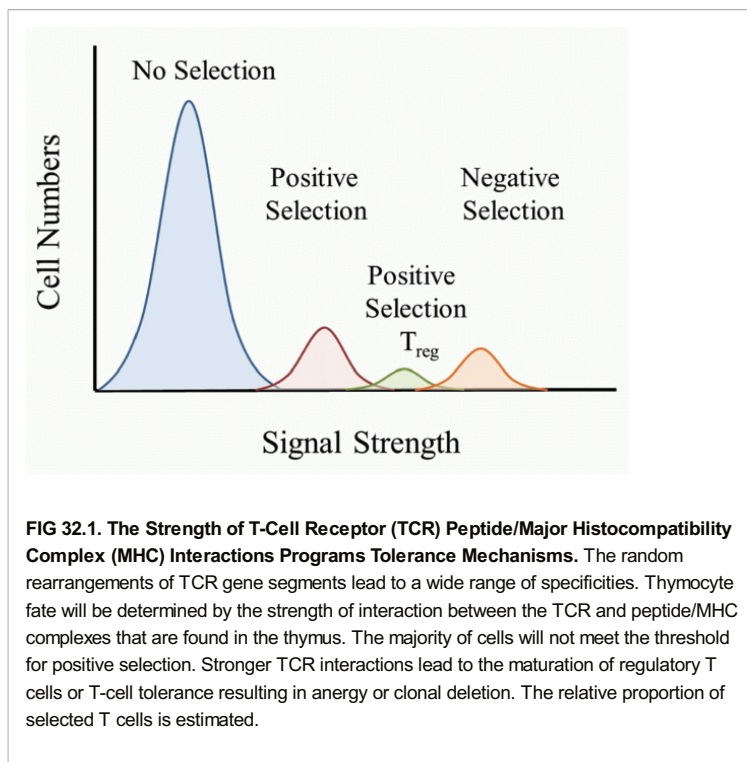 No Selection
Positive
Selection
Negative
Selection
Positive
Selection
Treg
Cell Numbers
Signal Strength
FIG 32.1. The Strength of T-Cell Receptor (TCR) Peptide/Major Histocompatibility
Complex (MHC) Interactions Programs Tolerance Mechanisms. The random
rearrangements of TCR gene segments lead to a wide range of specificities. Thymocyte
fate will be determined by the strength of interaction between the TCR and peptide/MHC
complexes that are found in the thymus. The majority of cells will not meet the threshold
for positive selection. Stronger TCR interactions lead to the maturation of regulatory T
cells or T-cell tolerance resulting in anergy or clonal deletion. The relative proportion of
selected T cells is estimated.